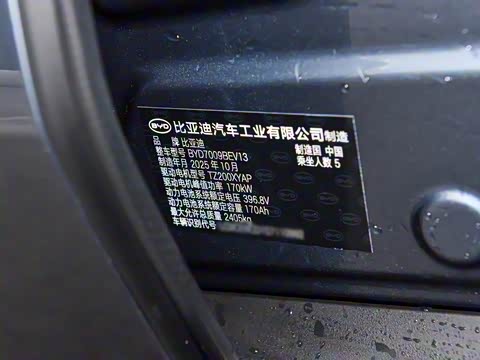 BYD 比亚迪汽车工业有限公司制造
品 牌 比亚迪 制造国 中国
整车型号 BYD7009BEV13 乘坐人数 5
制造年月 2025 年 10 月
驱动电机型号 TZ200XYAP
驱动电机峰值功率 170kW
动力电池系统额定电压 396.8V
动力电池系统额定容量 170Ah
最大允许总质量 2405kg
车辆识别代号